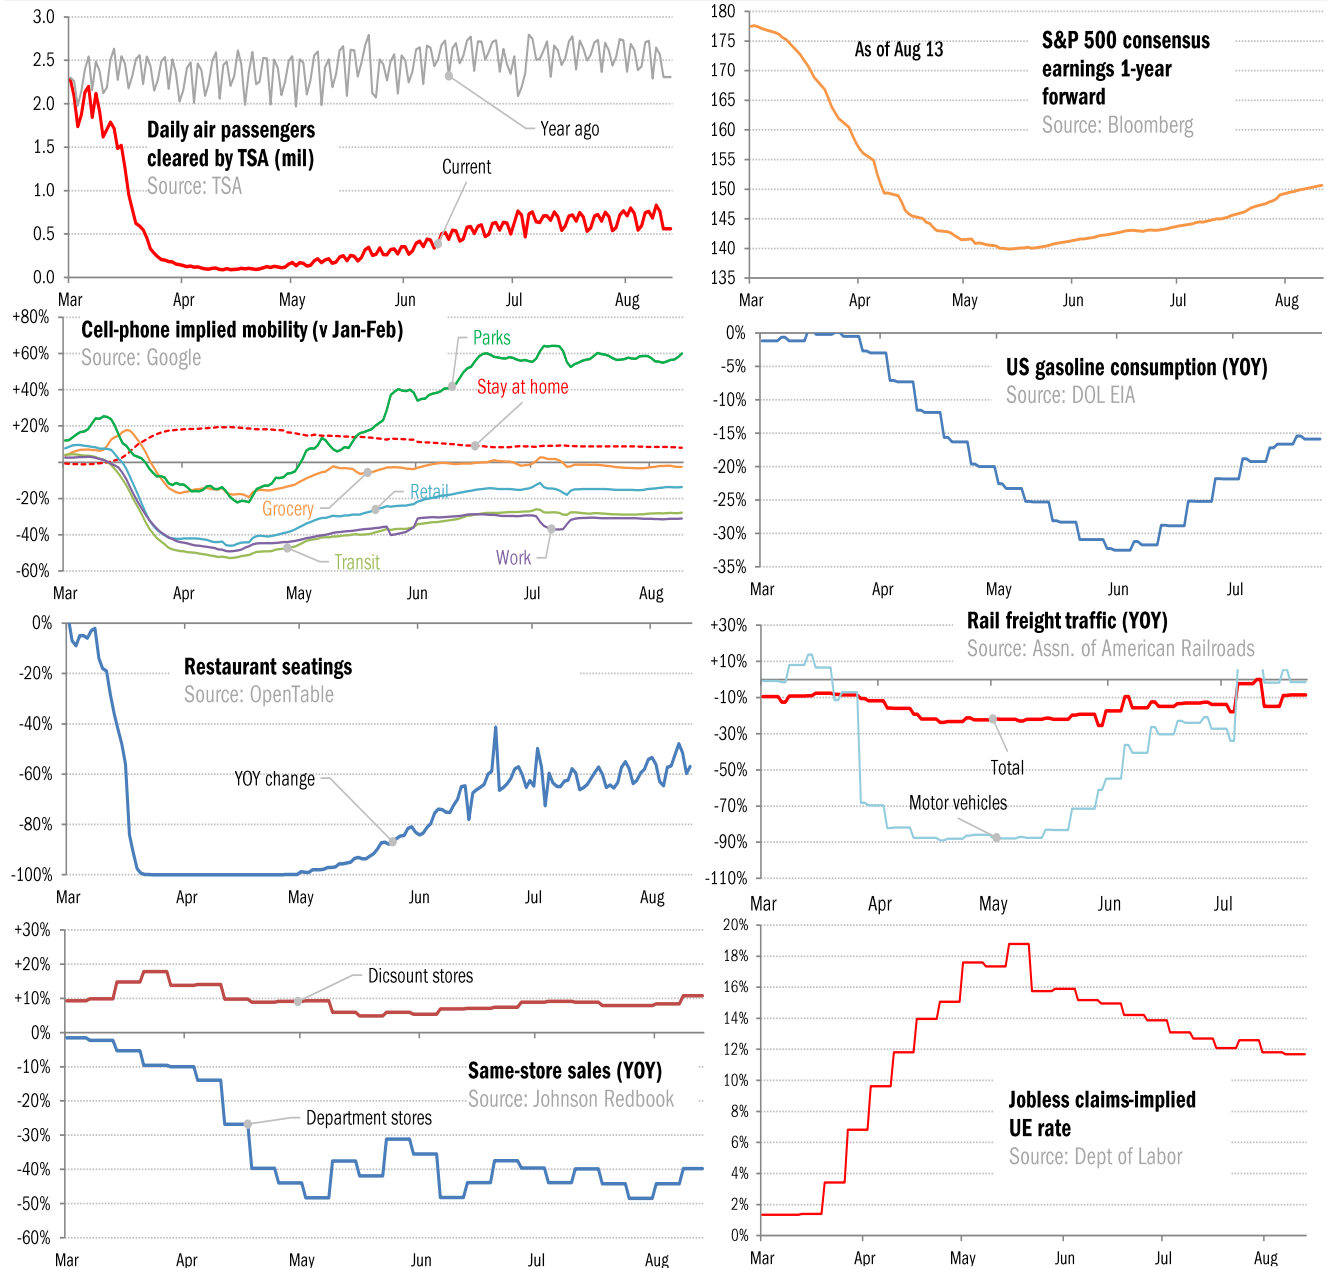 3.0
2.5
2.0
1.5
1.0
0.5
0.0
Daily air passengers
cleared by TSA (mil)
Source: TSA
Year ago
Current
Mar Apr May Jun Jul Aug
180
175
170
165
160
155
150
145
140
135
As of Aug 13
S&P 500 consensus
earnings 1-year
forward
Source: Bloomberg
Mar Apr May Jun Jul Aug
+80%
+60%
+40%
+20%
-20%
-40%
-60%
Cell-phone implied mobility (v Jan-Feb)
Source: Google
Parks
Stay at home
Grocery
Retail
Transit
Work
Mar Apr May Jun Jul Aug
0%
-5%
-10%
-15%
-20%
-25%
-30%
-35%
US gasoline consumption (YOY)
Source: DOL EIA
Mar Apr May Jun Jul
0%
-20%
-40%
-60%
-80%
-100%
Restaurant seatings
Source: OpenTable
YOY change
Mar Apr May Jun Jul Aug
+30%
+10%
-10%
-30%
-50%
-70%
-90%
-110%
Rail freight traffic (YOY)
Source: Assn. of American Railroads
Total
Motor vehicles
Mar Apr May Jun Jul
+30%
+20%
+10%
0%
-10%
-20%
-30%
-40%
-50%
-60%
Dicsount stores
Same-store sales (YOY)
Source: Johnson Redbook
Department stores
Mar Apr May Jun Jul Aug
20%
18%
16%
14%
12%
10%
8%
6%
4%
2%
0%
Jobless claims-implied
UE rate
Source: Dept of Labor
Mar Apr May Jun Jul Aug